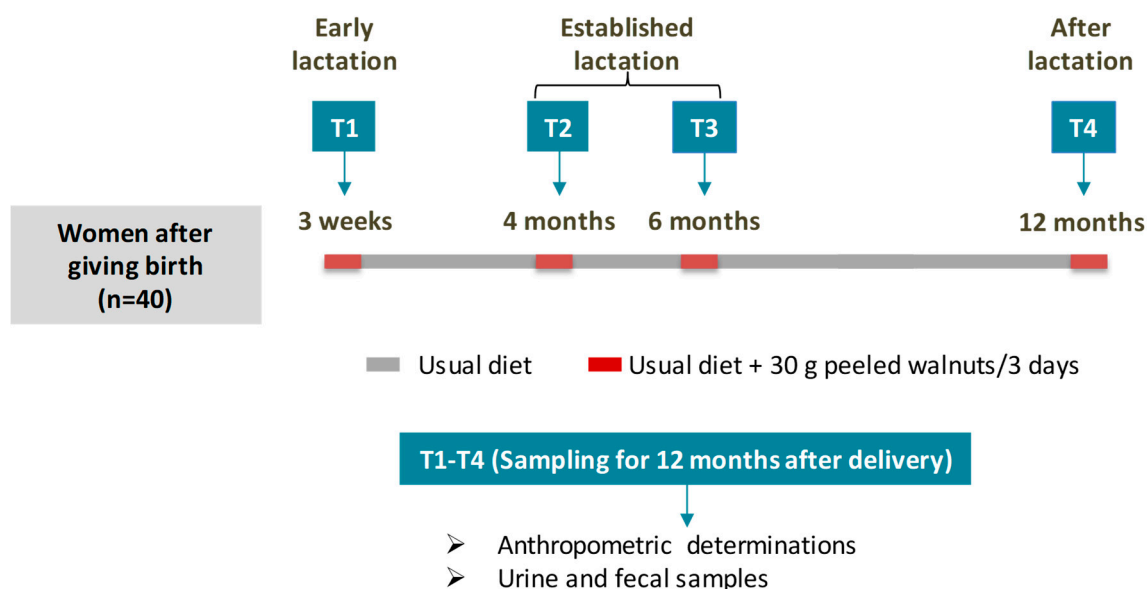 Early
lactation
Established
lactation
After
lactation
T1
T2
T3
T4
3 weeks
4 months
6 months
12 months
Women after
giving birth
(n=40)
Usual diet
Usual diet + 30 g peeled walnuts/3 days
T1-T4 (Sampling for 12 months after delivery)
➢ Anthropometric determinations
➢ Urine and fecal samples